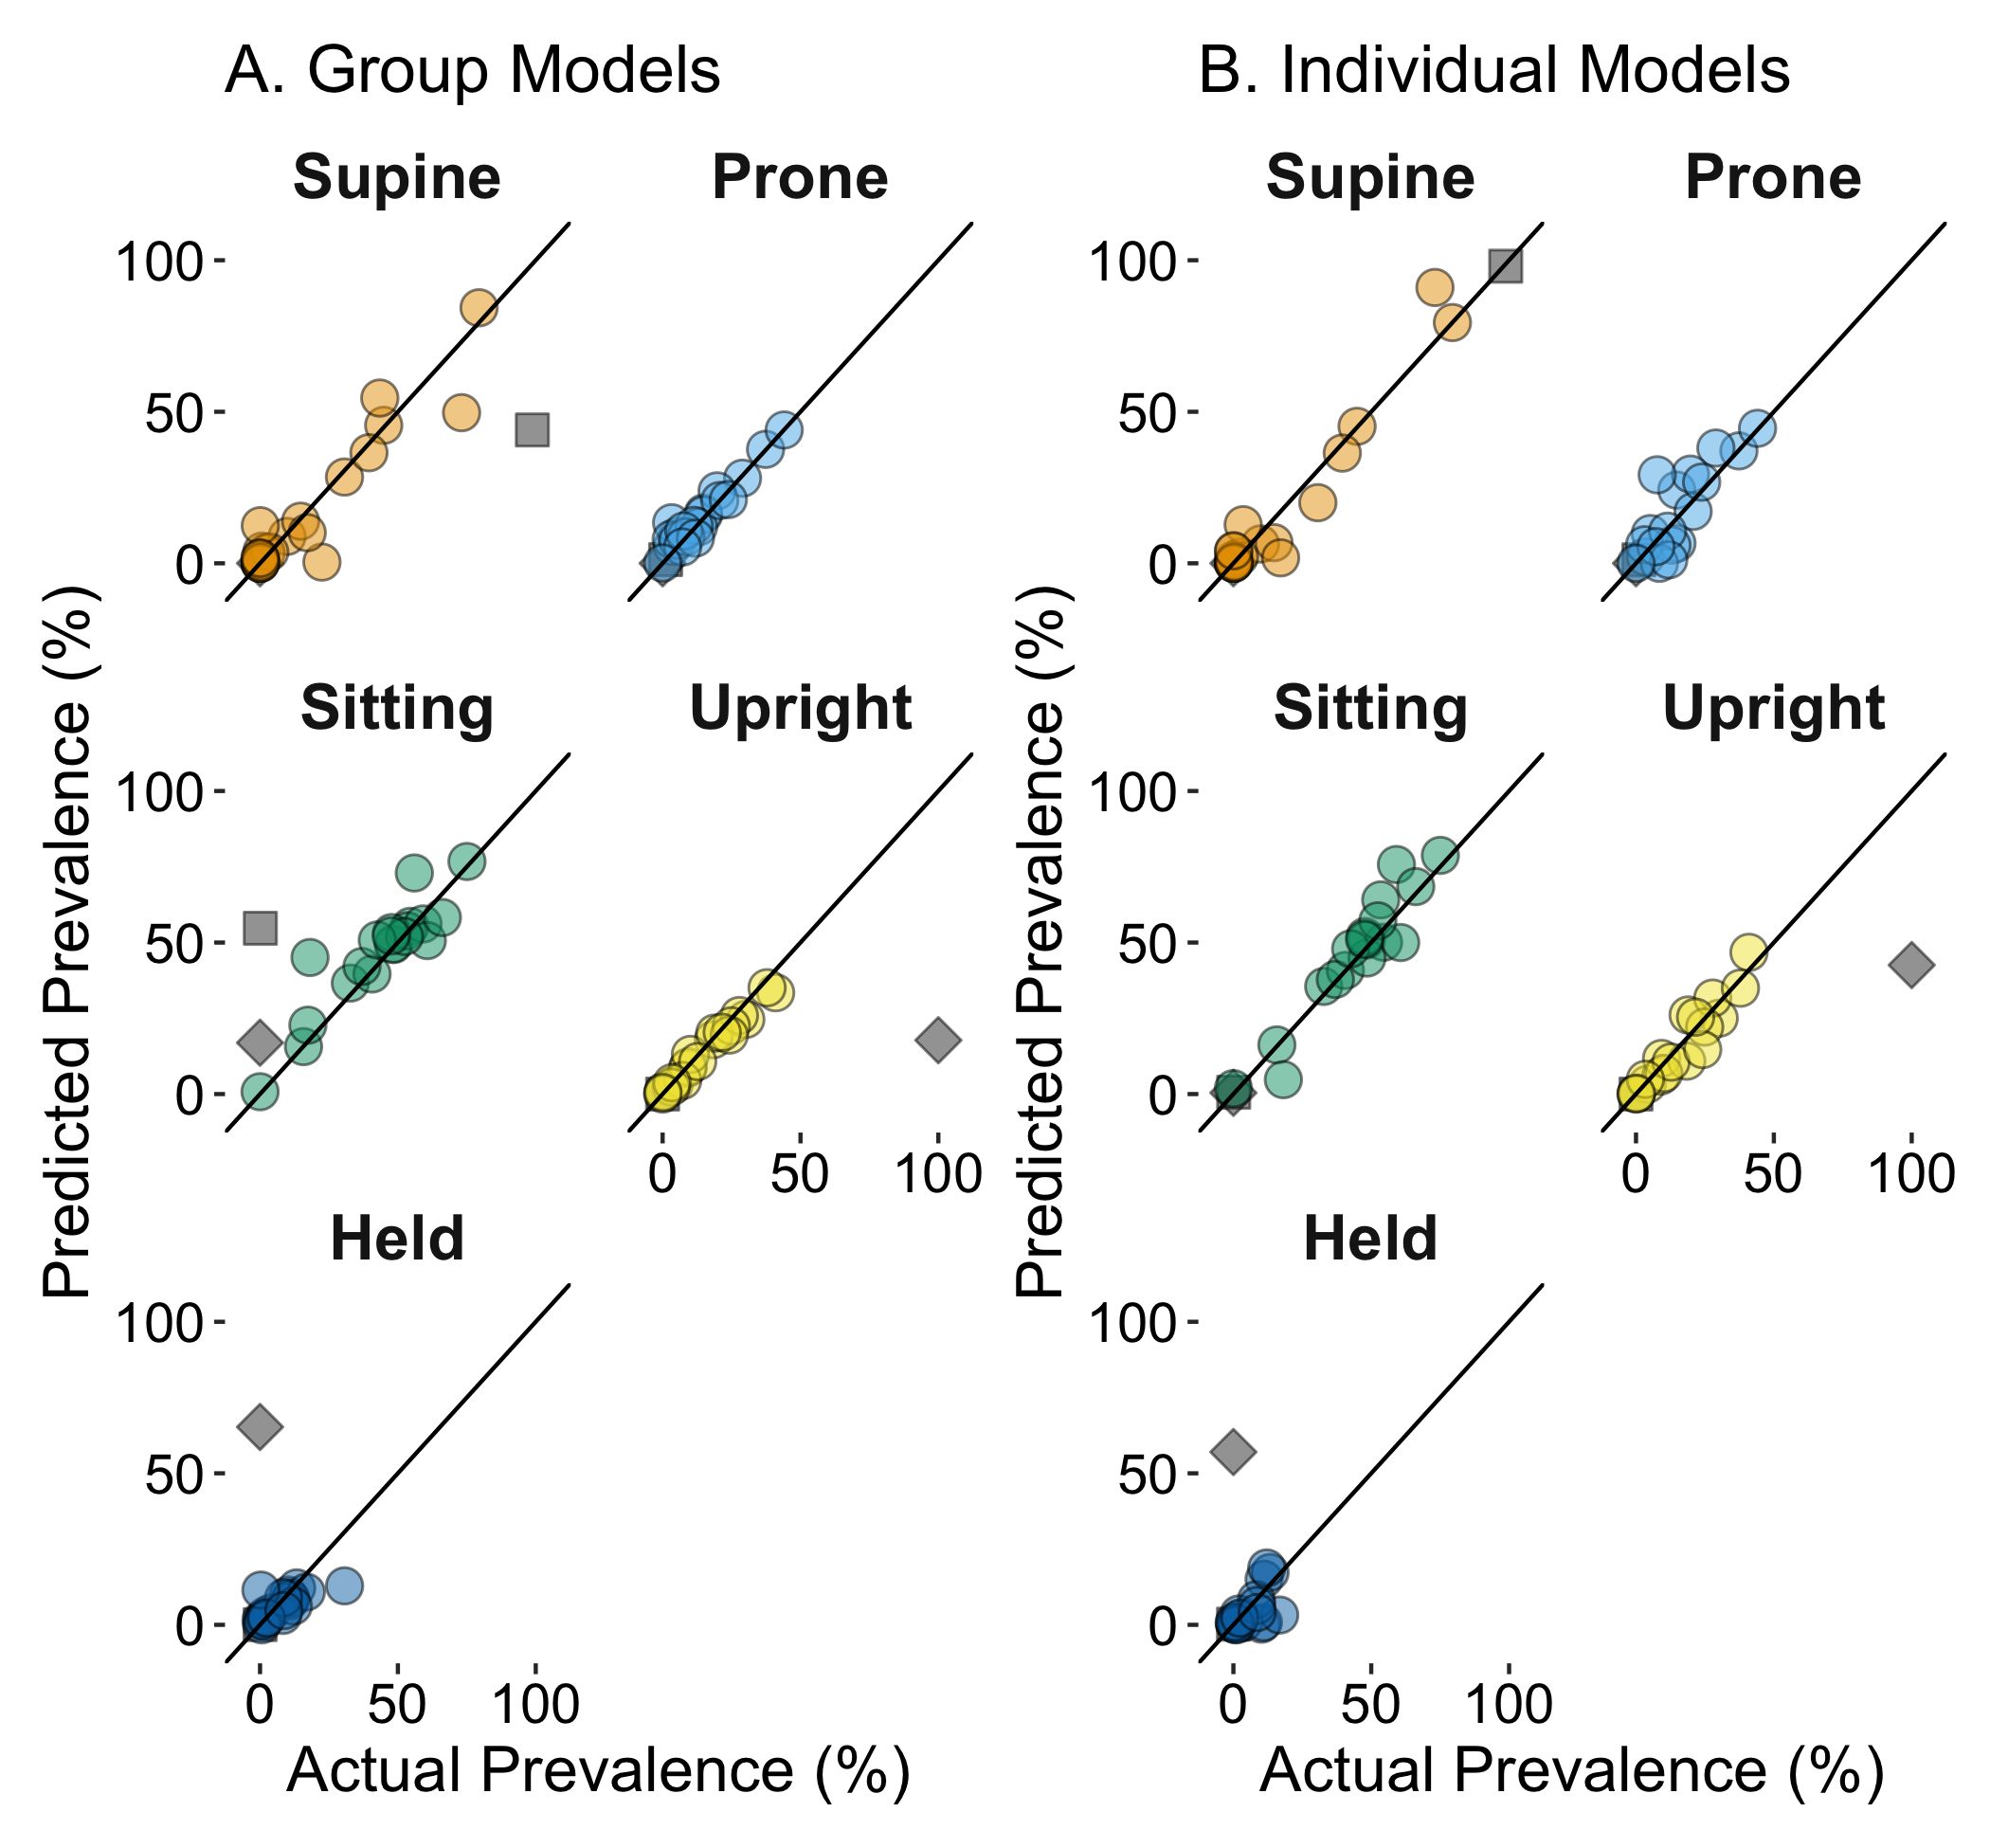 A. Group Models
B. Individual Models
Supine
Prone
Supine
Prone
100
50
0
100
50
0
Predicted Prevalence (%)
Predicted Prevalence (%)
Sitting
Upright
Sitting
Upright
100
50
0
100
50
0
0 50 100
0 50 100
Held
Held
100
50
0
100
50
0
0 50 100
0 50 100
Actual Prevalence (%)
Actual Prevalence (%)